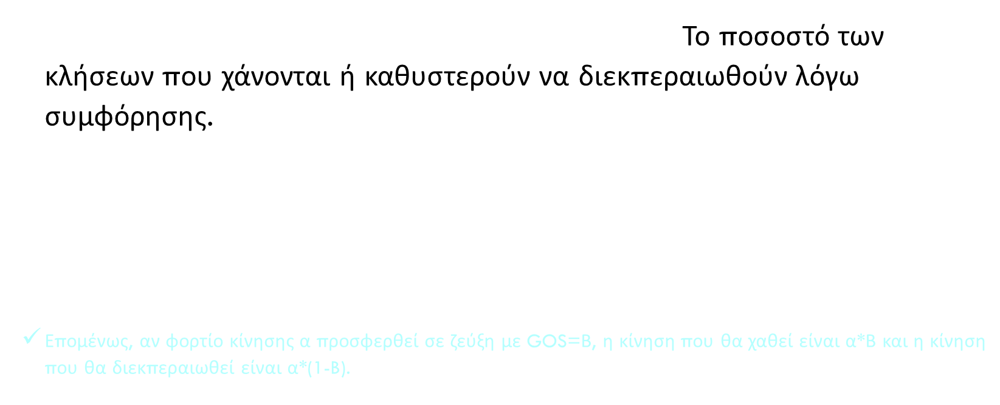 Το ποσοστό των
κλήσεων που χάνονται ή καθυστερούν να διεκπεραιωθούν λόγω
συμφόρησης.
✓ Επομένως, αν φορτίο κίνησης α προσφερθεί σε ζεύξη με GOS=B, η κίνηση που θα χαθεί είναι α*Β και η κίνηση
που θα διεκπεραιωθεί είναι α*(1-Β).